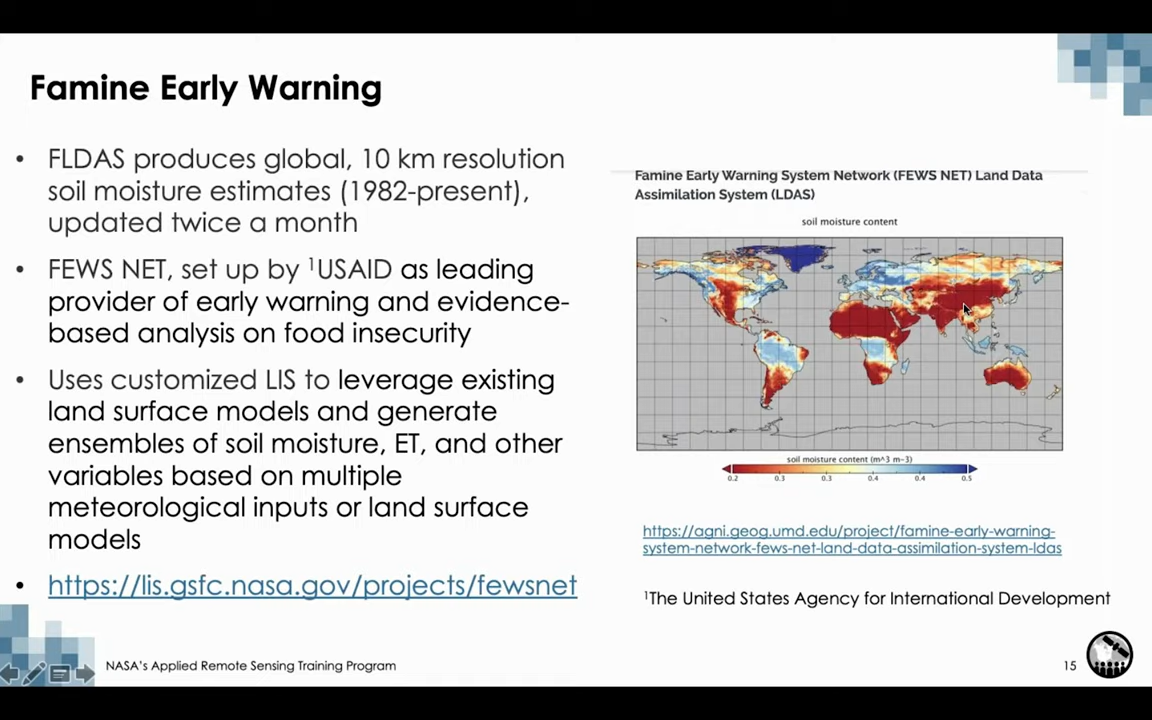 Famine Early Warning
• FLDAS produces global, 10 km resolution
soil moisture estimates (1982-present),
updated twice a month
• FEWS NET, set up by ¹USAID as leading
provider of early warning and evidence-
based analysis on food insecurity
• Uses customized LIS to leverage existing
land surface models and generate
ensembles of soil moisture, ET, and other
variables based on multiple
meteorological inputs or land surface
models
• https://lis.gsfc.nasa.gov/projects/fewsnet
Famine Early Warning System Network (FEWS NET) Land Data
Assimilation System (LDAS)
soil moisture content
soil moisture content (m^3 m-3)
0.2 0.3 0.3 0.4 0.4 0.5
https://agni.geog.umd.edu/project/famine-early-warning-
system-network-fews-net-land-data-assimilation-system-ldas
¹The United States Agency for International Development
NASA's Applied Remote Sensing Training Program
15